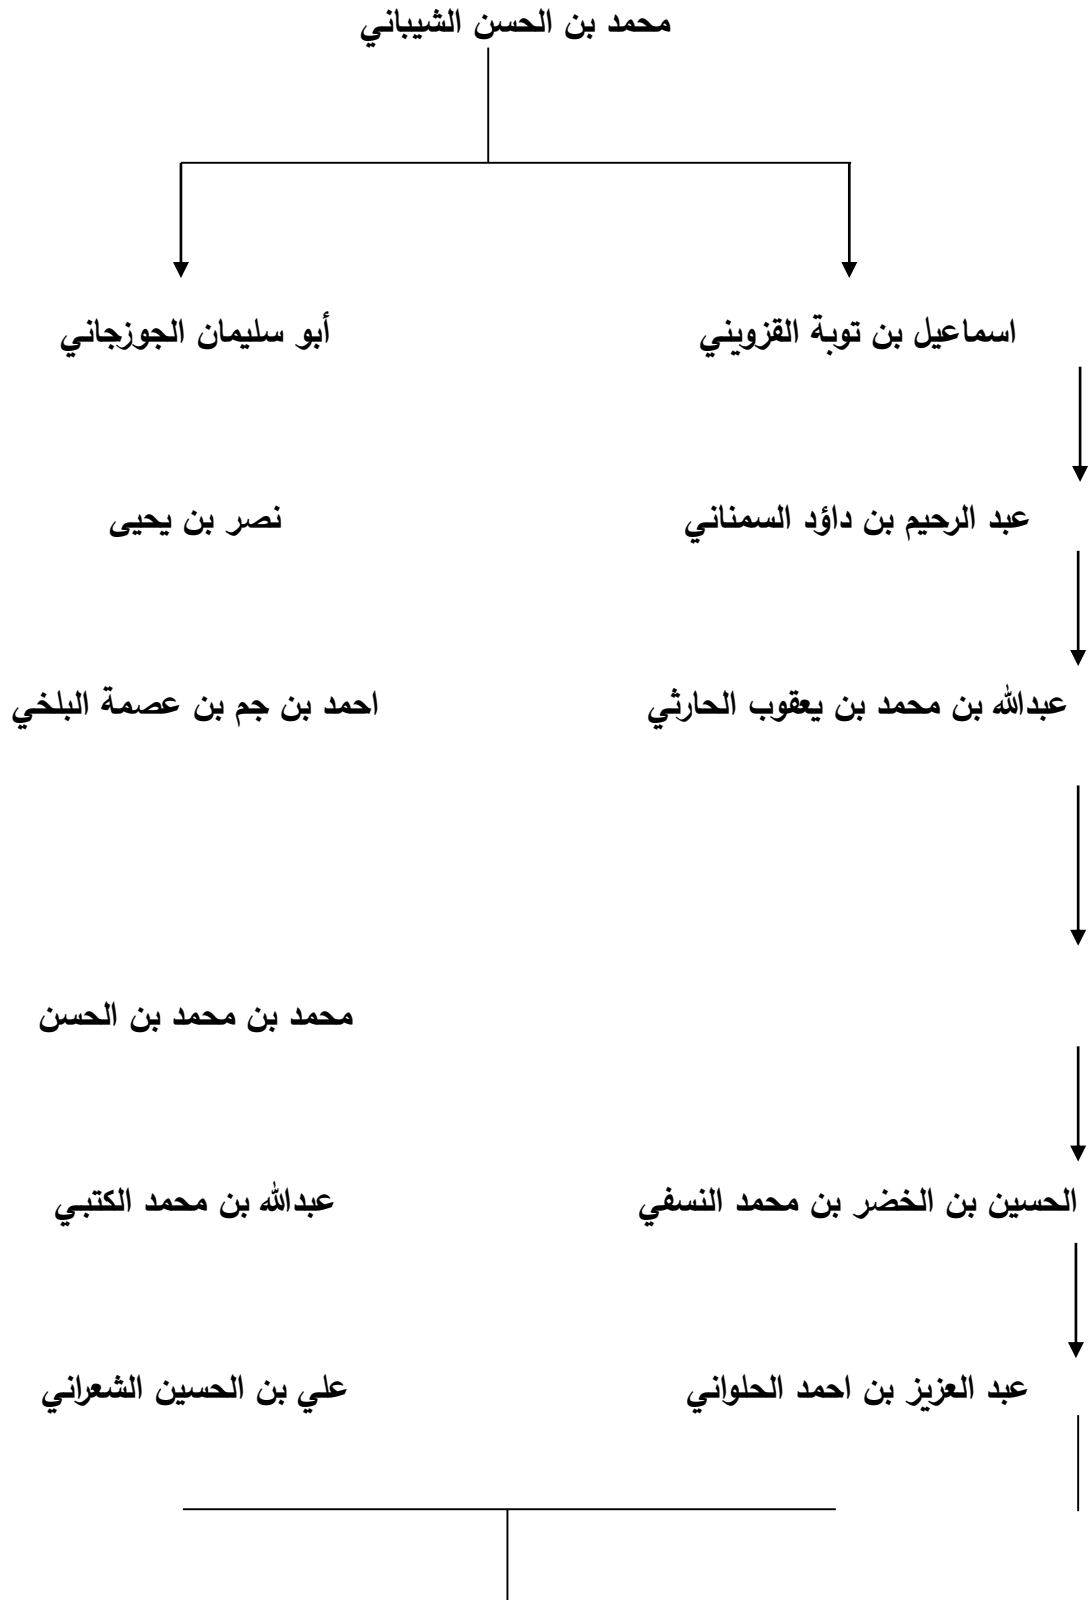 محمد بن الحسن الشيباني
اسماعيل بن توبة القزويني
أبو سليمان الجوزجاني
عبد الرحيم بن داؤد السمناني
نصر بن يحيى
عبدالله بن محمد بن يعقوب الحارثي
احمد بن جم بن عصمة البلخي
محمد بن محمد بن الحسن
الحسين بن الخضر بن محمد النسفي
عبدالله بن محمد الكتبي
عبد العزيز بن احمد الحلواني
علي بن الحسين الشعراني